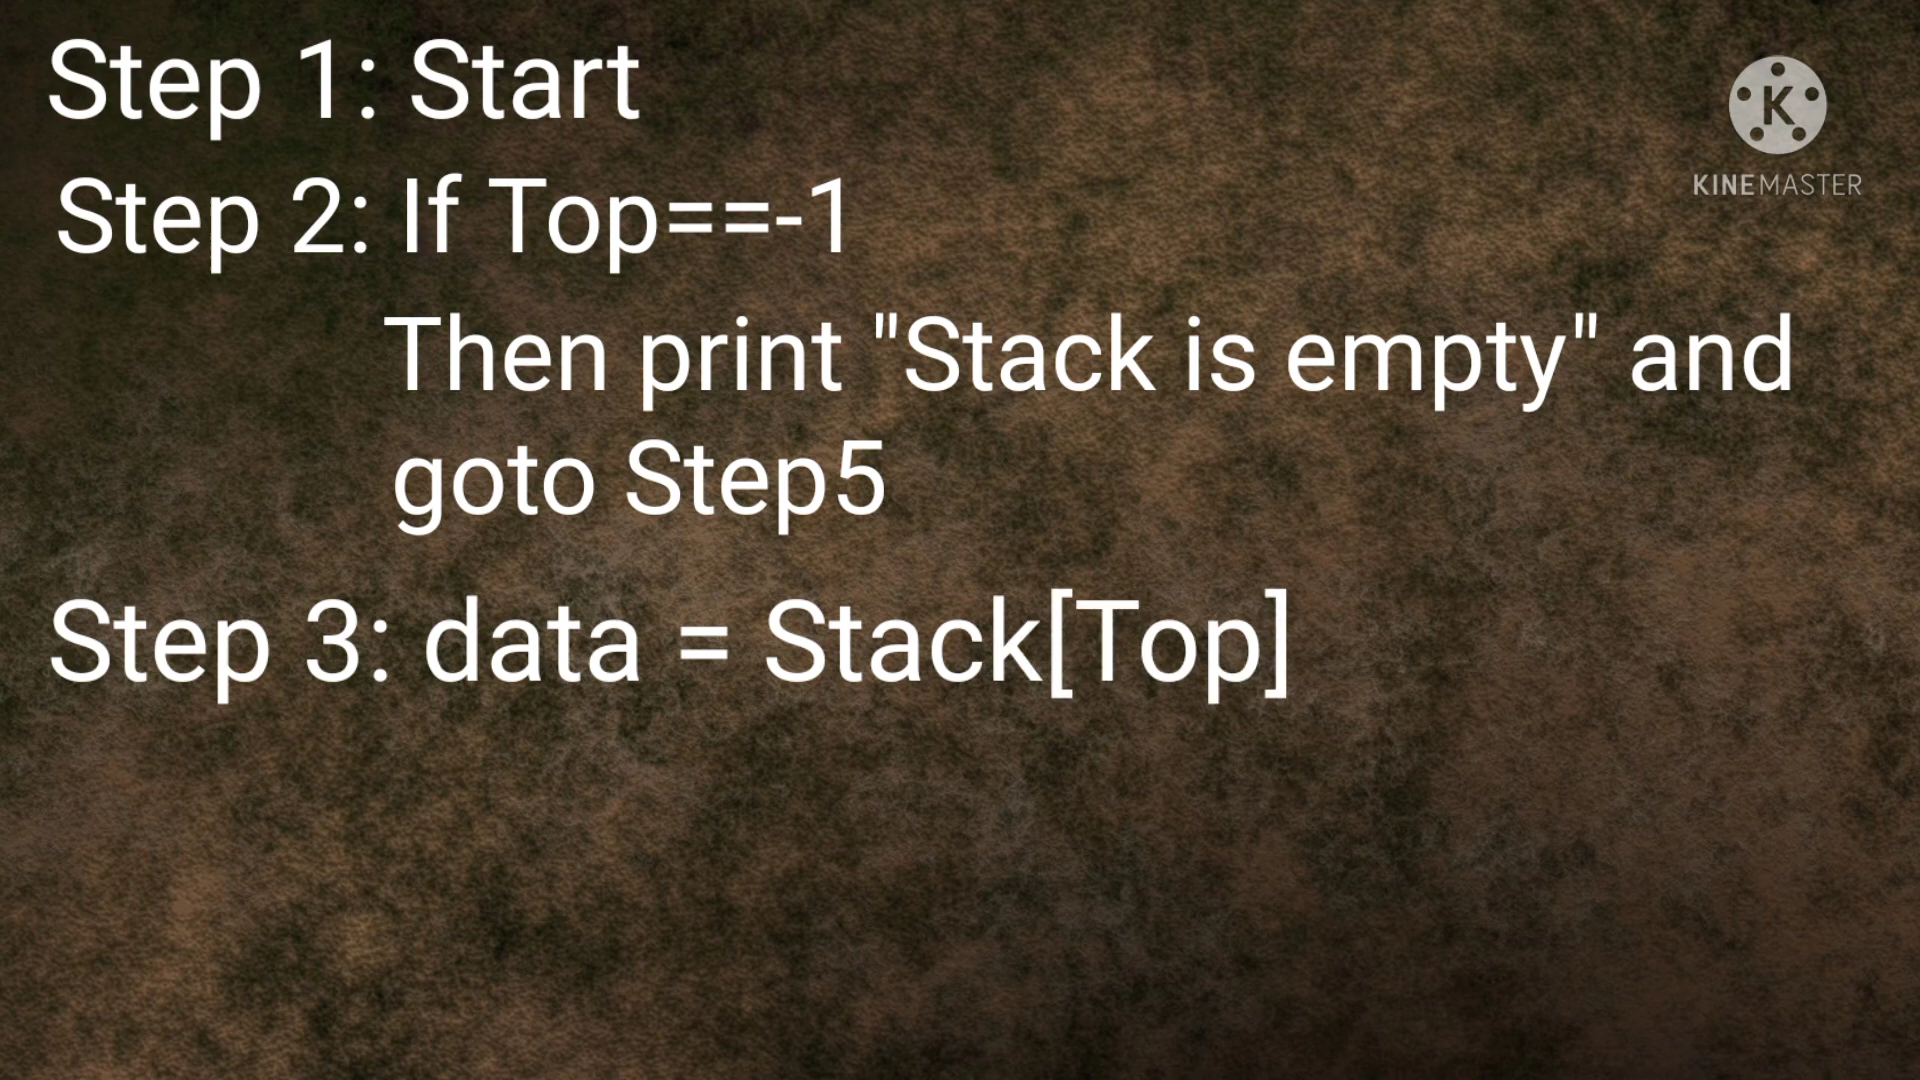 Step 1: Start
Step 2: If Top==-1
Then print "Stack is empty" and
goto Step5
Step 3: data = Stack[Top]
K
KINEMASTER